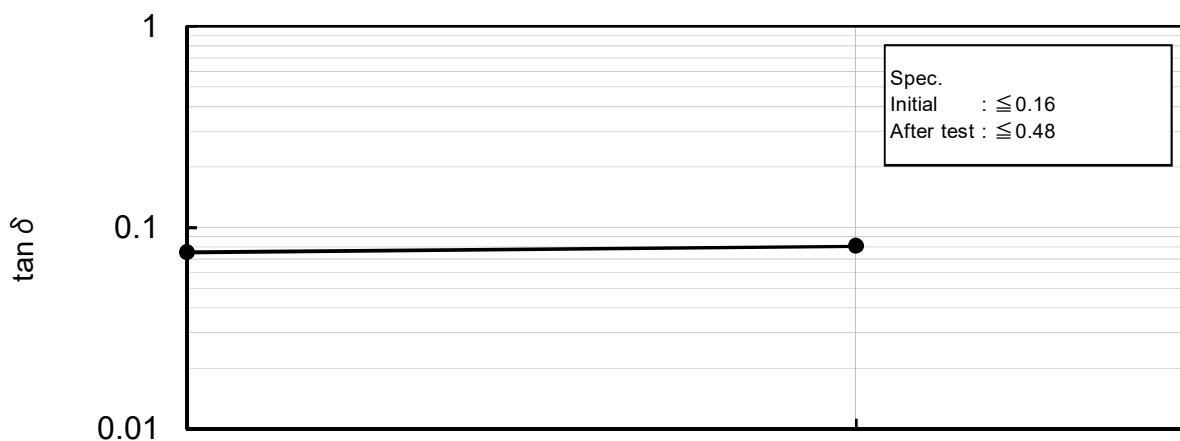 1
Spec.
Initial : ≦0.16
After test : ≦0.48
0.1
tan δ
0.01